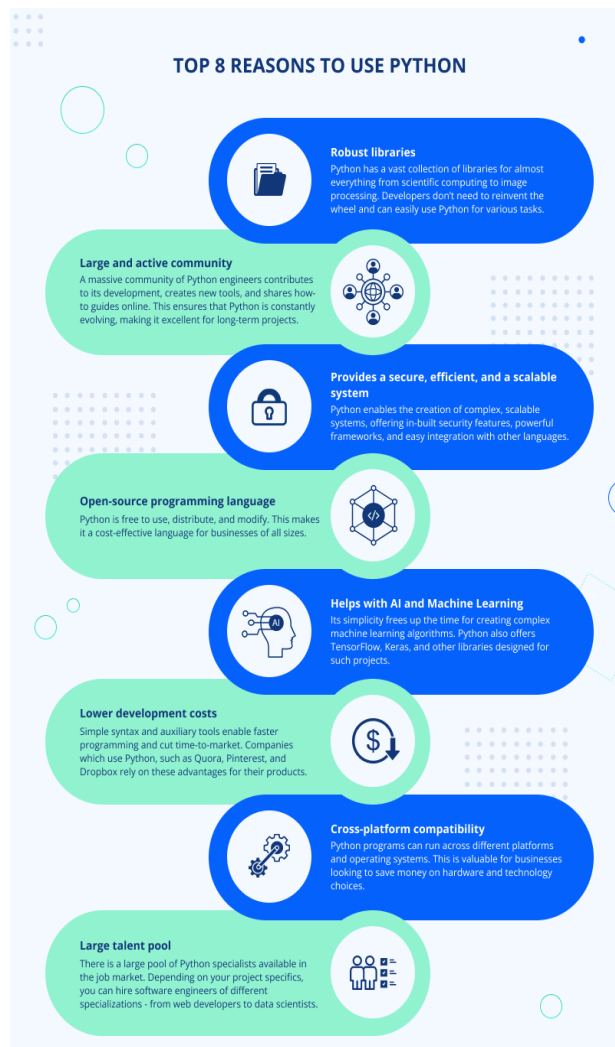 TOP 8 REASONS TO USE PYTHON
Robust libraries
Python has a vast collection of libraries for almost
everything from scientific computing to image
processing. Developers don't need to reinvent the
wheel and can easily use Python for various tasks.
Large and active community
A massive community of Python engineers contributes
to its development, creates new tools, and shares how-
to guides online. This ensures that Python is constantly
evolving, making it excellent for long-term projects.
Provides a secure, efficient, and a scalable
system
Python enables the creation of complex, scalable
systems, offering in-built security features, powerful
frameworks, and easy integration with other languages.
Open-source programming language
Python is free to use, distribute, and modify. This makes
it a cost-effective language for businesses of all sizes.
</>
Helps with AI and Machine Learning
Its simplicity frees up the time for creating complex
machine learning algorithms. Python also offers
TensorFlow, Keras, and other libraries designed for
such projects.
AI
Lower development costs
Simple syntax and auxiliary tools enable faster
programming and cut time-to-market. Companies
which use Python, such as Quora, Pinterest, and
Dropbox rely on these advantages for their products.
$
Cross-platform compatibility
Python programs can run across different platforms
and operating systems. This is valuable for businesses
looking to save money on hardware and technology
choices.
Large talent pool
There is a large pool of Python specialists available in
the job market. Depending on your project specifics,
you can hire software engineers of different
specializations - from web developers to data scientists.